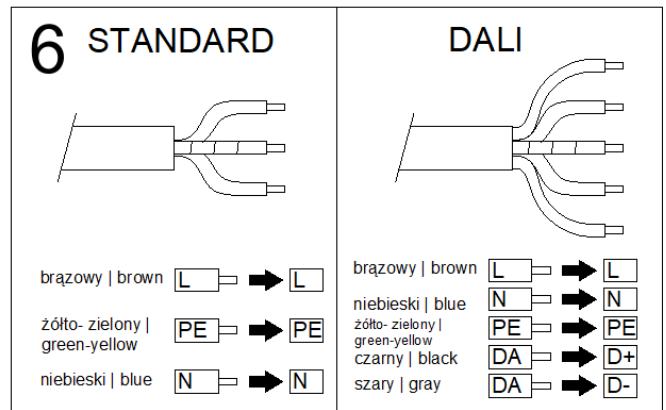 6 STANDARD
brązowy | brown L L
żółto- zielony |
green-yellow PE PE
niebieski | blue N N
DALI
brązowy | brown L L
niebieski | blue N N
żółto- zielony |
green-yellow PE PE
czarny | black DA D+
szary | gray DA D-